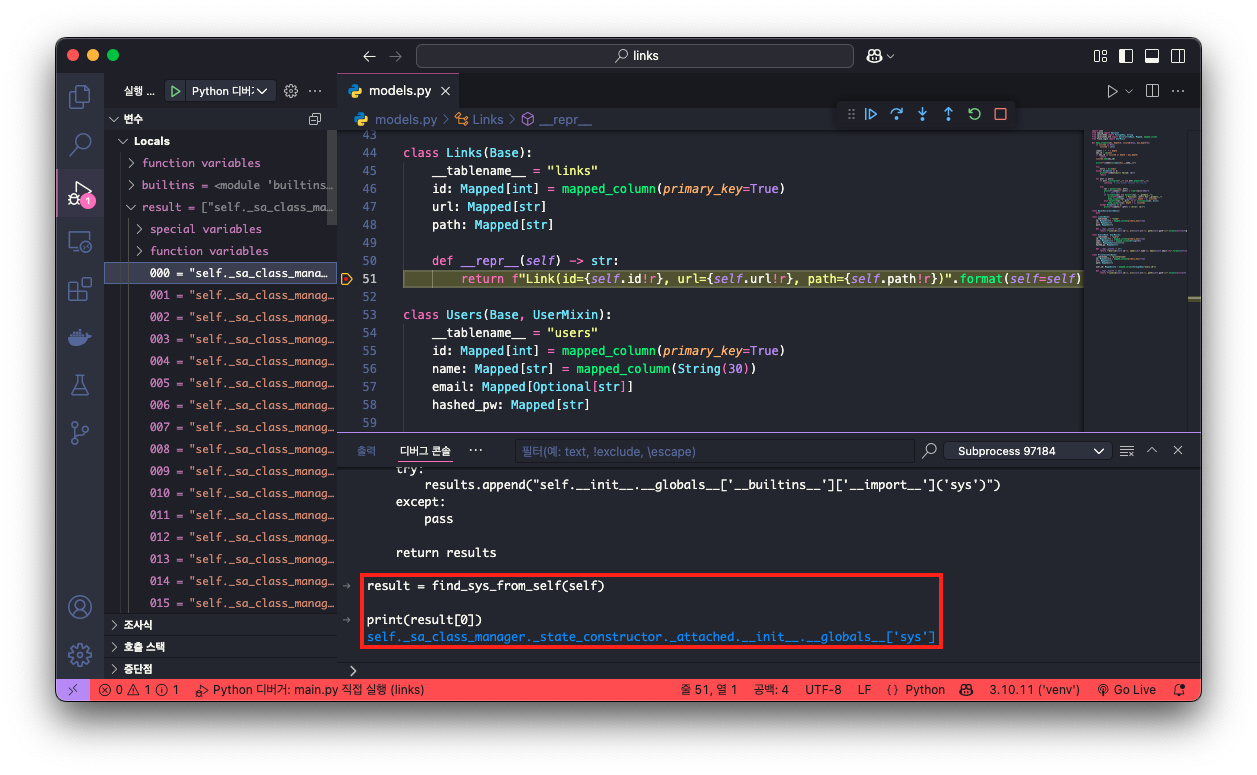 links
실행 ...
Python 디버거
models.py
변수
models.py > Links > __repr__
Locals
function variables
builtins = <module 'builtins...
result = ["self._sa_class_ma...
special variables
function variables
000 = "self._sa_class_mana...
001 = "self._sa_class_manag...
002 = "self._sa_class_manag...
003 = "self._sa_class_manag...
004 = "self._sa_class_manag...
005 = "self._sa_class_manag...
006 = "self._sa_class_manag...
007 = "self._sa_class_manag...
008 = "self._sa_class_manag...
009 = "self._sa_class_manag...
010 = "self._sa_class_manag...
011 = "self._sa_class_manag...
012 = "self._sa_class_manag...
013 = "self._sa_class_manag...
014 = "self._sa_class_manag...
015 = "self._sa_class_manag...
조사식
호출 스택
중단점
1
43
44 class Links(Base):
45 __tablename__ = "links"
46 id: Mapped[int] = mapped_column(primary_key=True)
47 url: Mapped[str]
48 path: Mapped[str]
49
50 def __repr__(self) -> str:
51 return f"Link(id={self.id!r}, url={self.url!r}, path={self.path!r})".format(self=self)
52
53 class Users(Base, UserMixin):
54 __tablename__ = "users"
55 id: Mapped[int] = mapped_column(primary_key=True)
56 name: Mapped[str] = mapped_column(String(30))
57 email: Mapped[Optional[str]]
58 hashed_pw: Mapped[str]
59
출력
디버그 콘솔
...
필터(예: text, !exclude, \escape)
Subprocess 97184
try:
results.append("self.__init__.__globals__['__builtins__']['__import__']('sys')")
except:
pass
return results
result = find_sys_from_self(self)
print(result[0])
self._sa_class_manager._state_constructor._attached.__init__.__globals__['sys']
>
0 1 1
Python 디버거: main.py 직접 실행 (links)
줄 51, 열 1
공백: 4
UTF-8
LF
{ } Python
3.10.11 ('venv')
Go Live